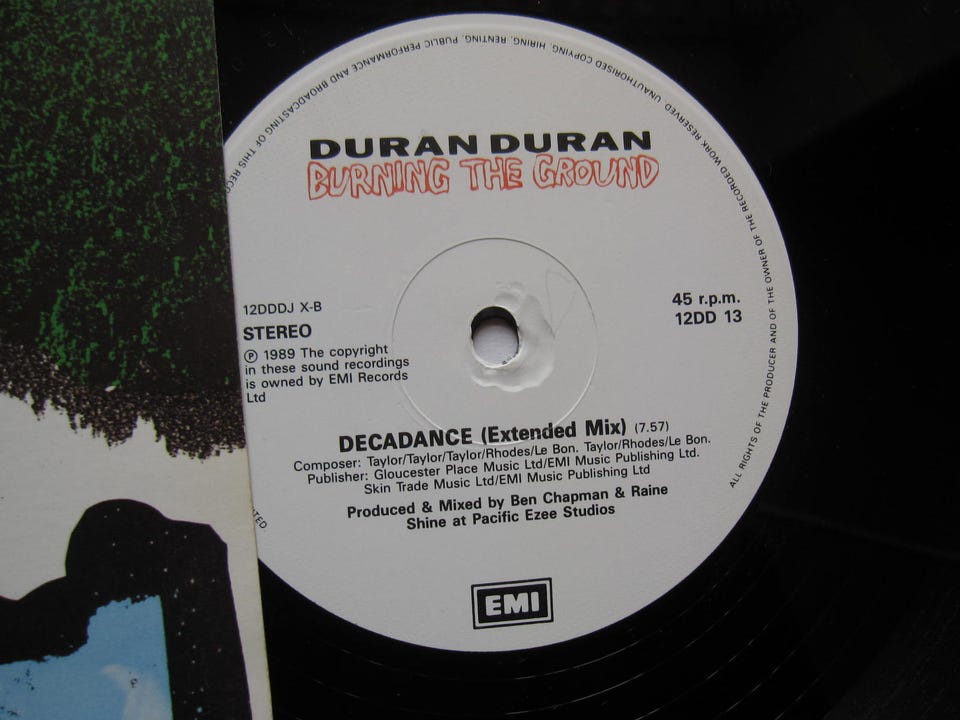 ALL RIGHTS OF THE PRODUCER AND OF THE OWNER OF THE RECORDED WORK RESERVED. UNAUTHORISED COPYING, HIRING, RENTING, PUBLIC PERFORMANCE AND BROADCASTING OF THIS RECO
DURAN DURAN
BURNING THE GROUND
12DDDJ X-B
STEREO
Ⓟ 1989 The copyright
in these sound recordings
is owned by EMI Records
Ltd
45 r.p.m.
12DD 13
DECADANCE (Extended Mix) (7.57)
Composer: Taylor/Taylor/Taylor/Rhodes/Le Bon. Taylor/Rhodes/Le Bon.
Publisher: Gloucester Place Music Ltd/EMI Music Publishing Ltd.
Skin Trade Music Ltd/EMI Music Publishing Ltd
Produced & Mixed by Ben Chapman & Raine
Shine at Pacific Ezee Studios
EMI